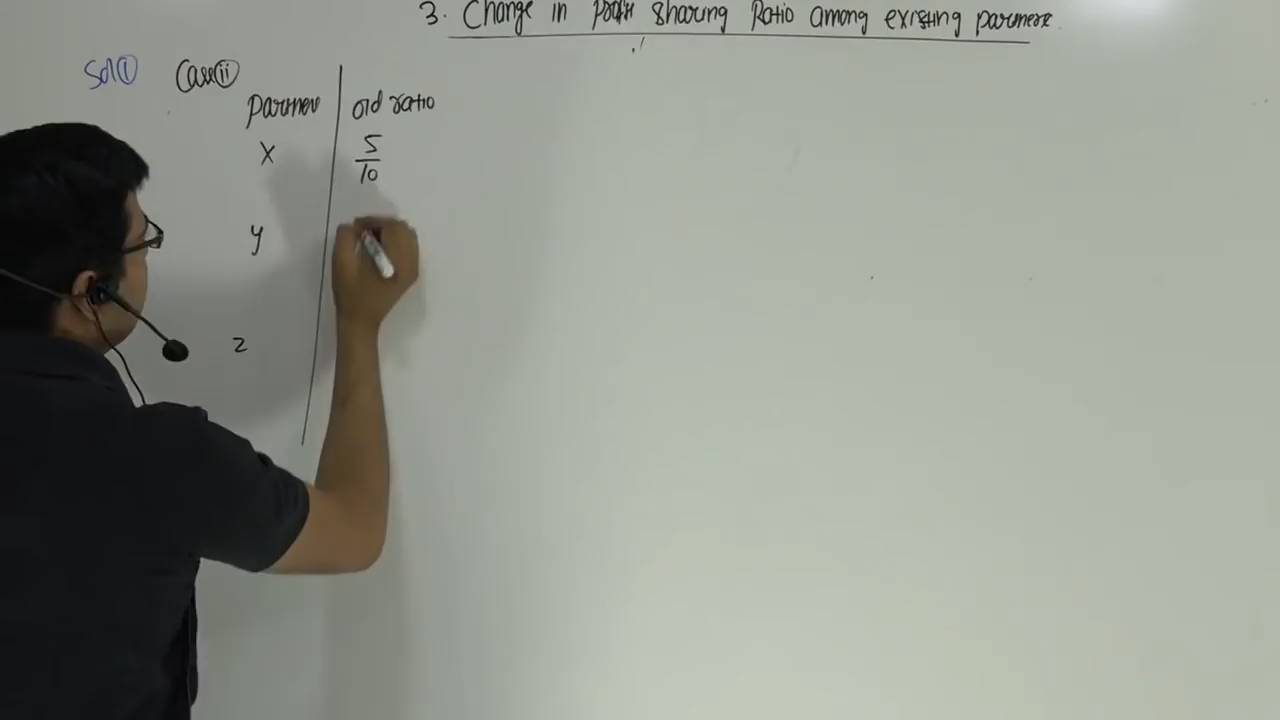 3. Change in Profit Sharing Ratio among existing partners
Sol ① Case ⅱ
Partner old ratio
X 5/10
y
z